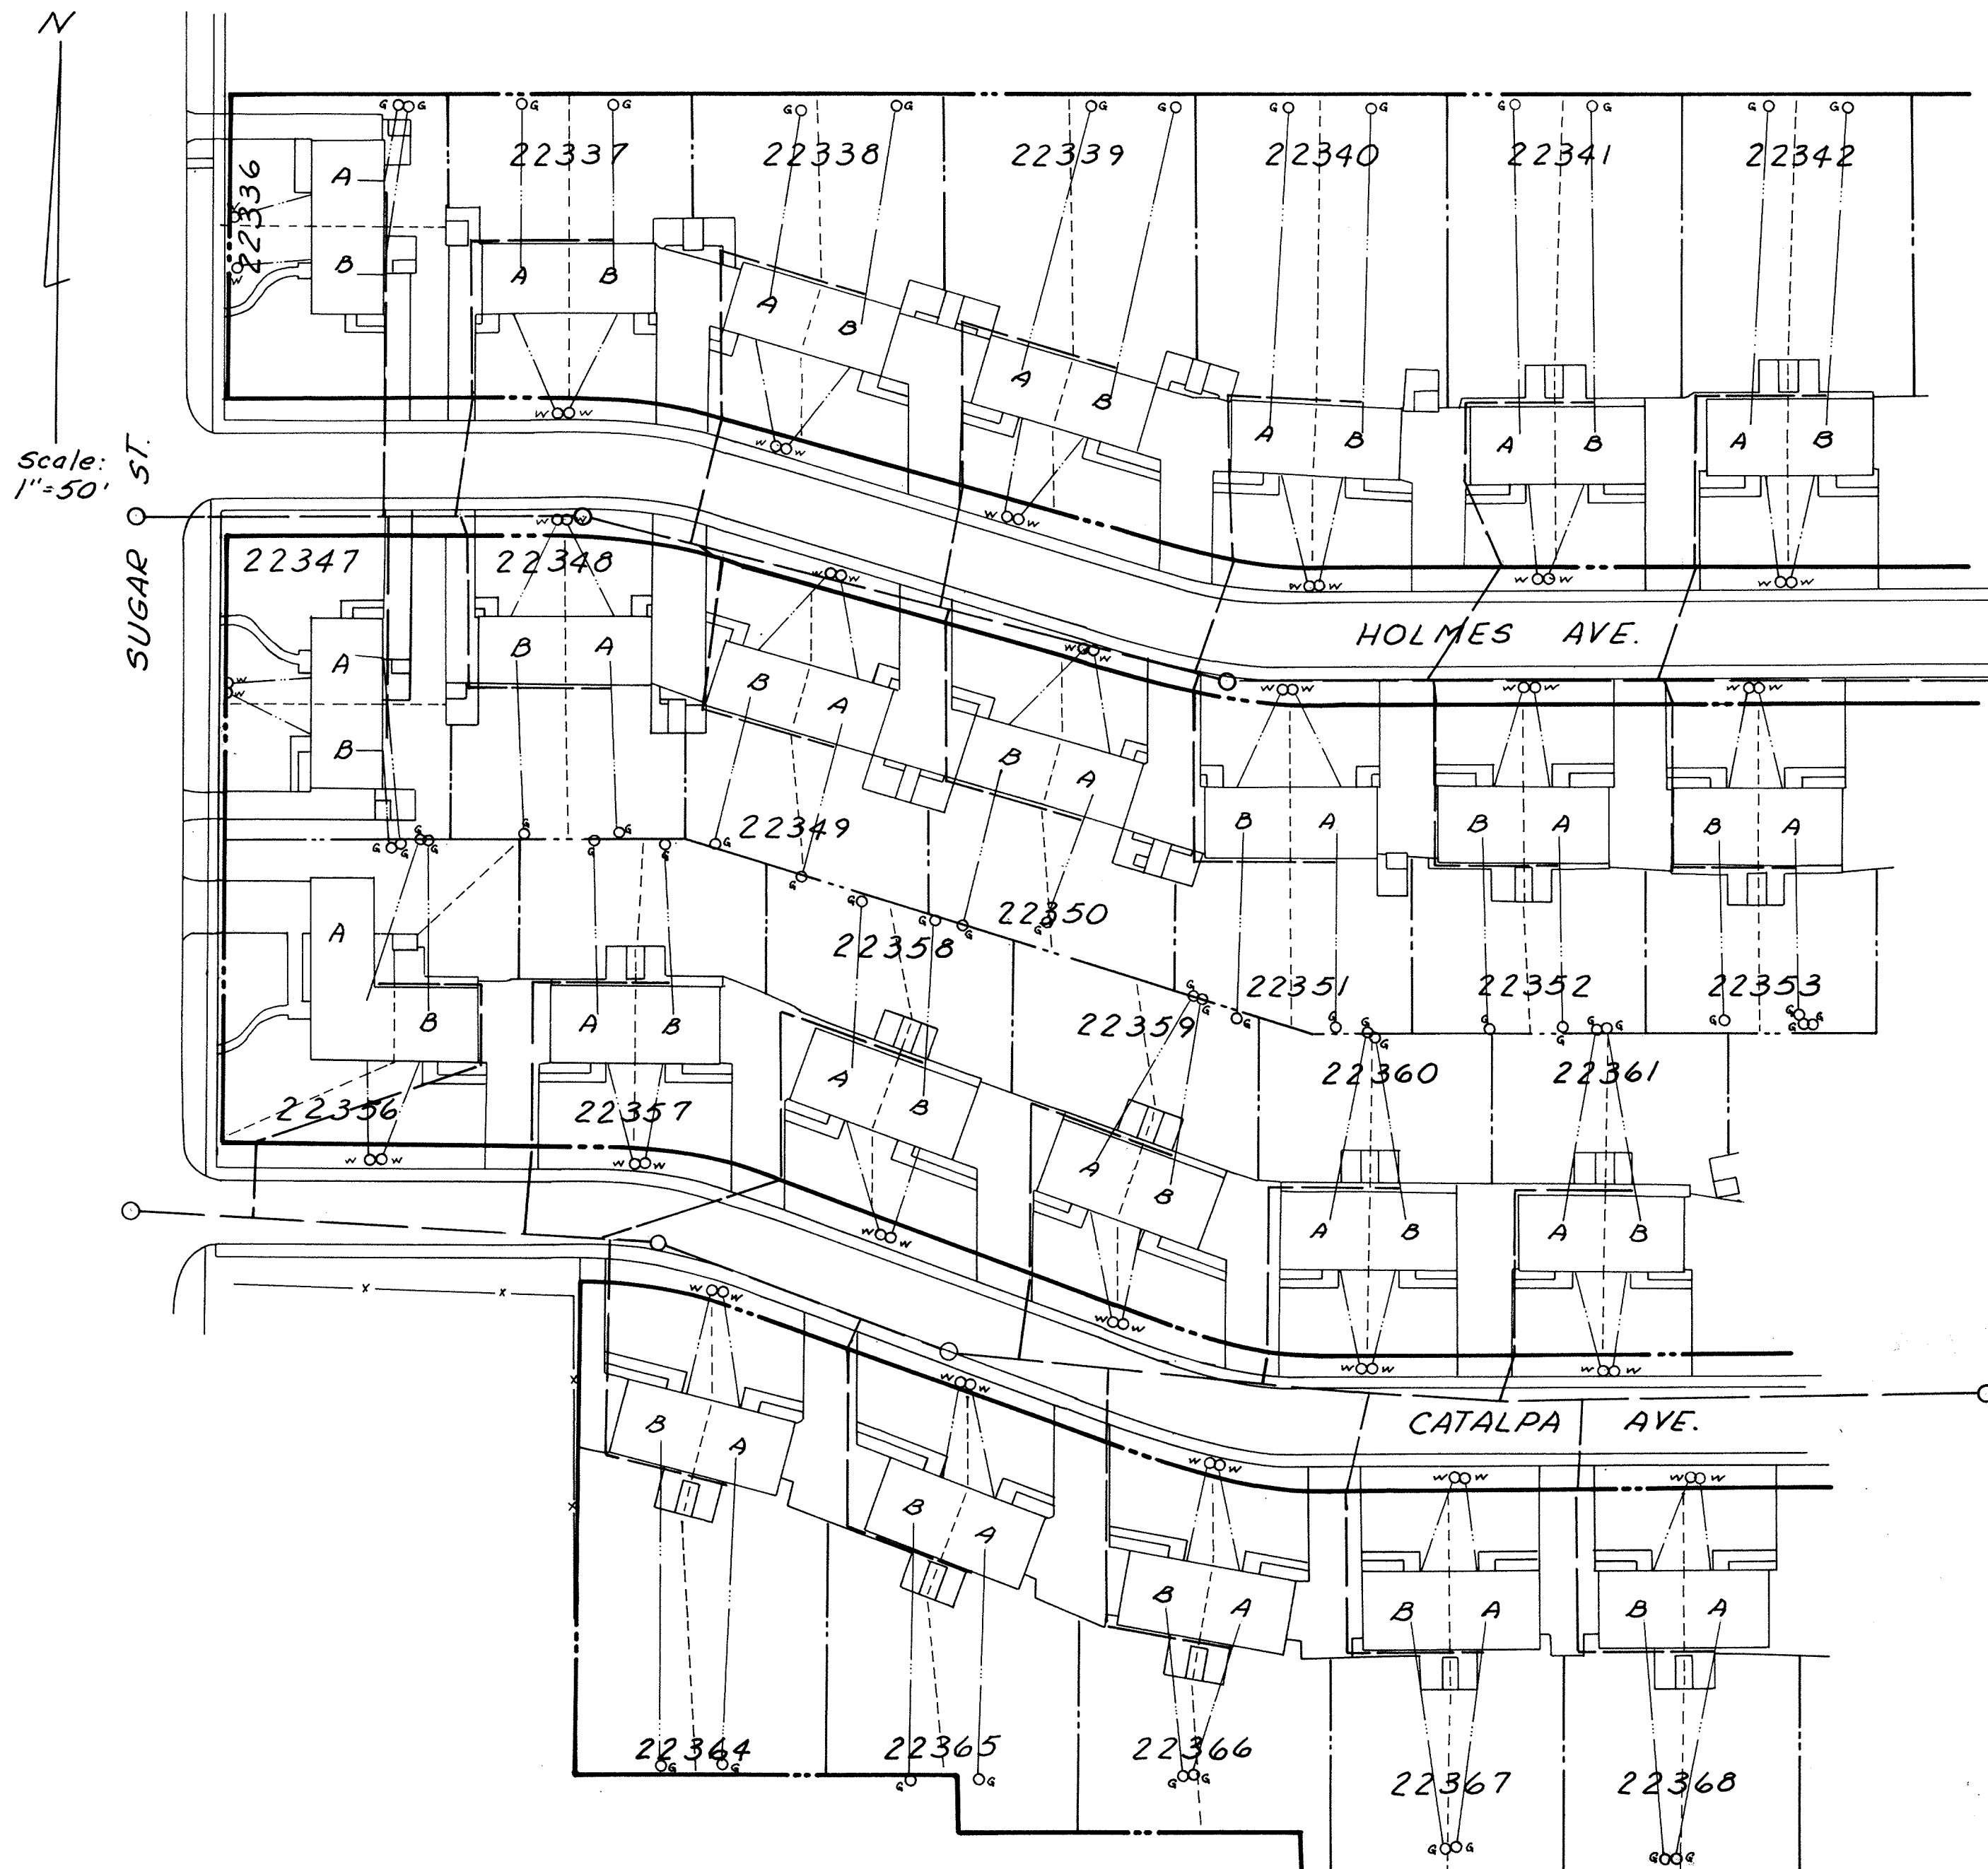 N
Scale:
1"=50'
SUGAR ST.
G G G G G G G G G G G G G G
22336 22337 22338 22339 22340 22341 22342
A B A B A B A B A B A B A B
W W W W W W W W W W W W W W
HOLMES AVE.
22347 22348
W W W W W W W W W W W W W W
A B B A B A B A B A B A B A
22349 22350
22351 22352 22353
G G G G G G G G G G G G G G
22358
22359
22360 22361
G G G G G G G G G G G G
A B A B A B A B A B A B
22356 22357
W W W W W W W W W W W W
CATALPA AVE.
W W W W W W W W W W
B A B A B A B A B A
22364 22365 22366
22367 22368
G G G G G G G G G G